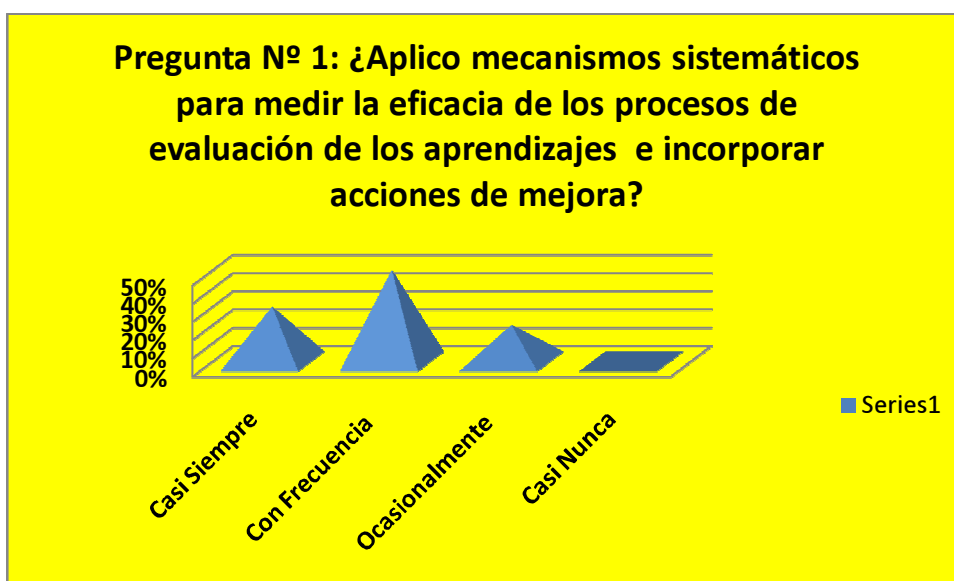 Pregunta Nº 1: ¿Aplico mecanismos sistemáticos
para medir la eficacia de los procesos de
evaluación de los aprendizajes  e incorporar
acciones de mejora?
50%
40%
30%
20%
10%
0%
Casi Siempre
Con Frecuencia
Ocasionalmente
Casi Nunca
Series1